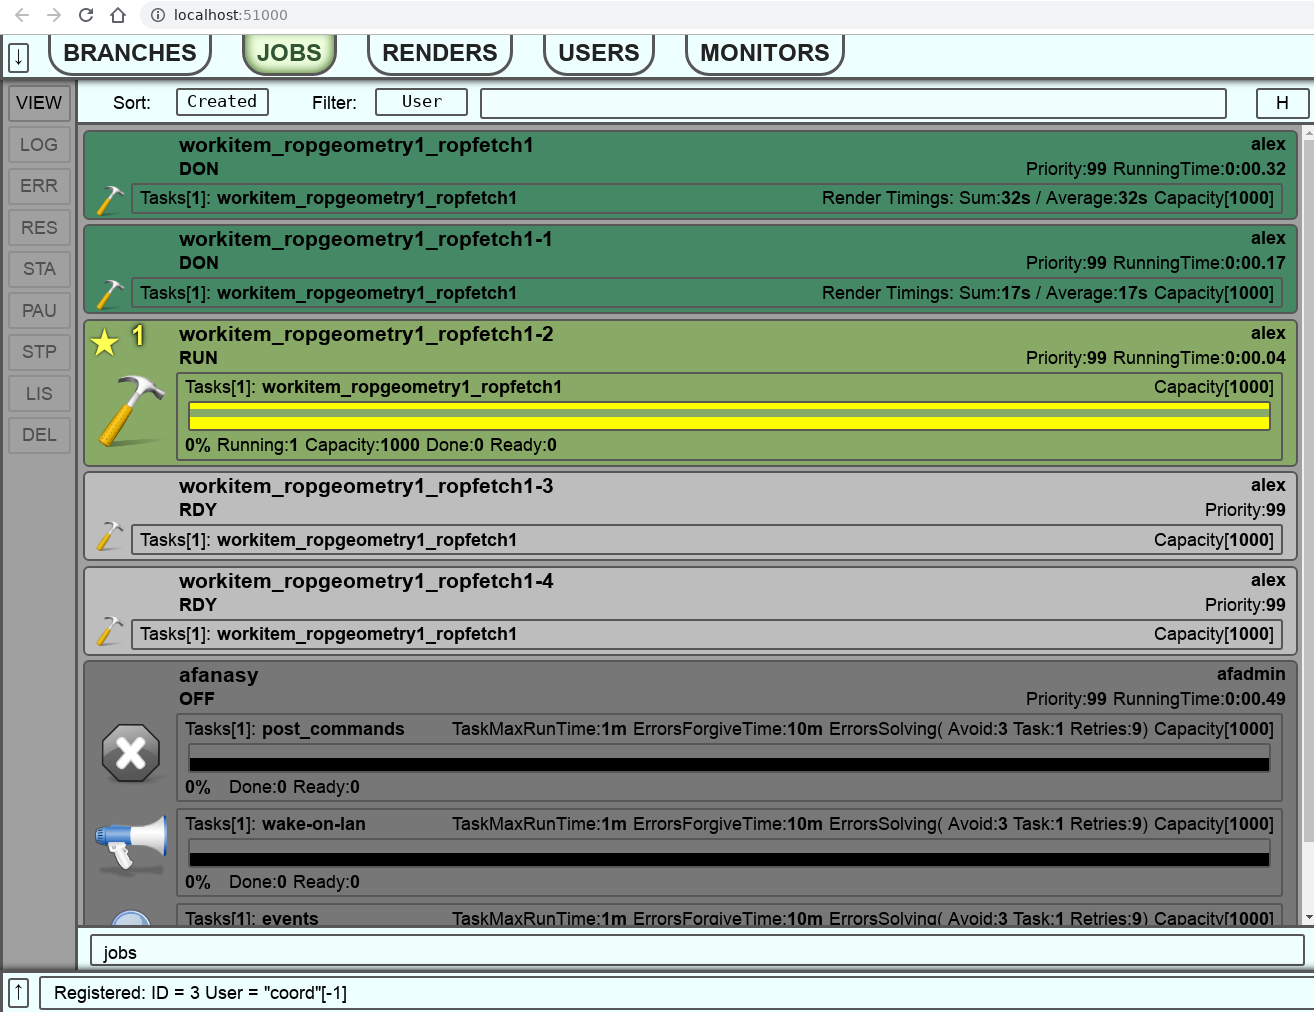 localhost:51000
↓ BRANCHES JOBS RENDERS USERS MONITORS
VIEW
LOG
ERR
RES
STA
PAU
STP
LIS
DEL
Sort: Created Filter: User H
workitem_ropgeometry1_ropfetch1 alex
DON Priority:99 RunningTime:0:00.32
Tasks[1]: workitem_ropgeometry1_ropfetch1 Render Timings: Sum:32s / Average:32s Capacity[1000]
workitem_ropgeometry1_ropfetch1-1 alex
DON Priority:99 RunningTime:0:00.17
Tasks[1]: workitem_ropgeometry1_ropfetch1 Render Timings: Sum:17s / Average:17s Capacity[1000]
1 workitem_ropgeometry1_ropfetch1-2 alex
RUN Priority:99 RunningTime:0:00.04
Tasks[1]: workitem_ropgeometry1_ropfetch1 Capacity[1000]
0% Running:1 Capacity:1000 Done:0 Ready:0
workitem_ropgeometry1_ropfetch1-3 alex
RDY Priority:99
Tasks[1]: workitem_ropgeometry1_ropfetch1 Capacity[1000]
workitem_ropgeometry1_ropfetch1-4 alex
RDY Priority:99
Tasks[1]: workitem_ropgeometry1_ropfetch1 Capacity[1000]
afanasy afadmin
OFF Priority:99 RunningTime:0:00.49
Tasks[1]: post_commands TaskMaxRunTime:1m ErrorsForgiveTime:10m ErrorsSolving( Avoid:3 Task:1 Retries:9) Capacity[1000]
0% Done:0 Ready:0
Tasks[1]: wake-on-lan TaskMaxRunTime:1m ErrorsForgiveTime:10m ErrorsSolving( Avoid:3 Task:1 Retries:9) Capacity[1000]
0% Done:0 Ready:0
Tasks[1]: events TaskMaxRunTime:1m ErrorsForgiveTime:10m ErrorsSolving( Avoid:3 Task:1 Retries:9) Capacity[1000]
jobs
↑ Registered: ID = 3 User = "coord"[-1]